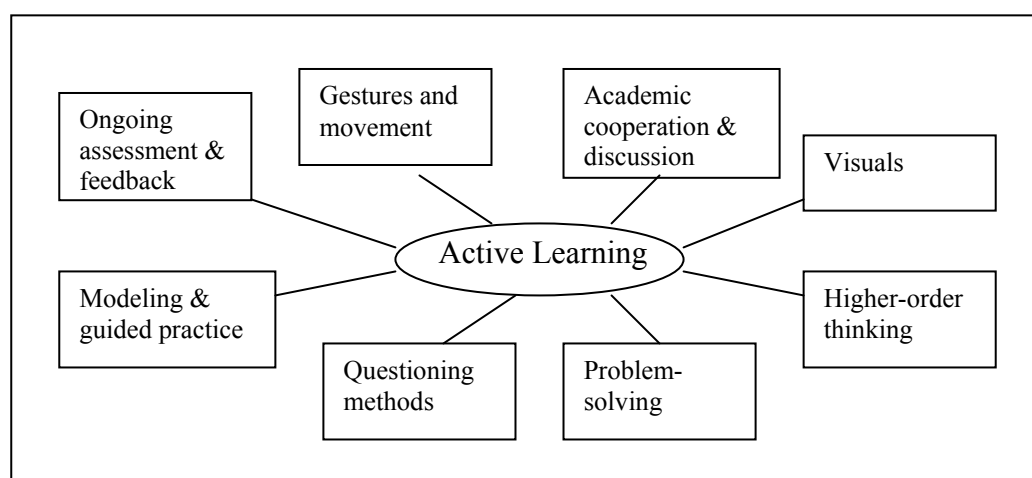 Ongoing
assessment &
feedback
Gestures and
movement
Academic
cooperation &
discussion
Visuals
Active Learning
Modeling &
guided practice
Questioning
methods
Problem-
solving
Higher-order
thinking